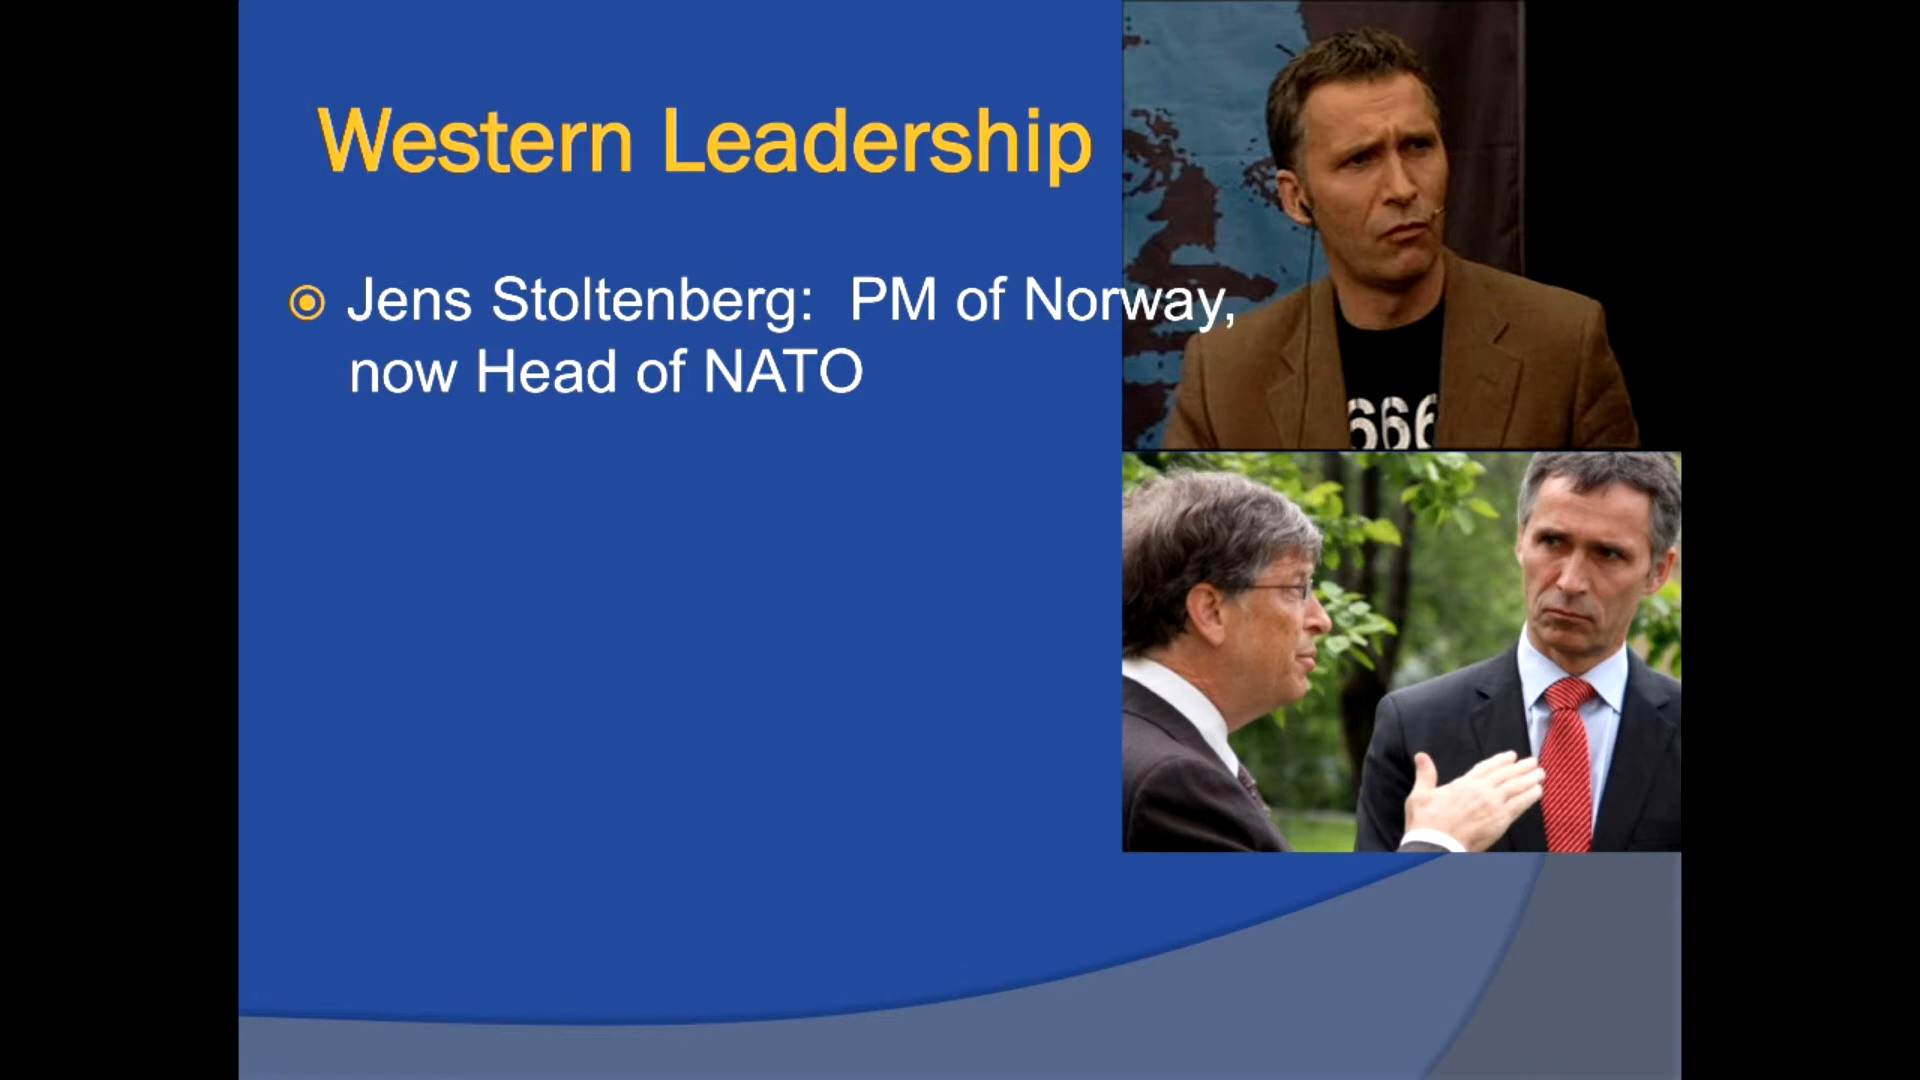 Western Leadership
Jens Stoltenberg: PM of Norway,
now Head of NATO
666